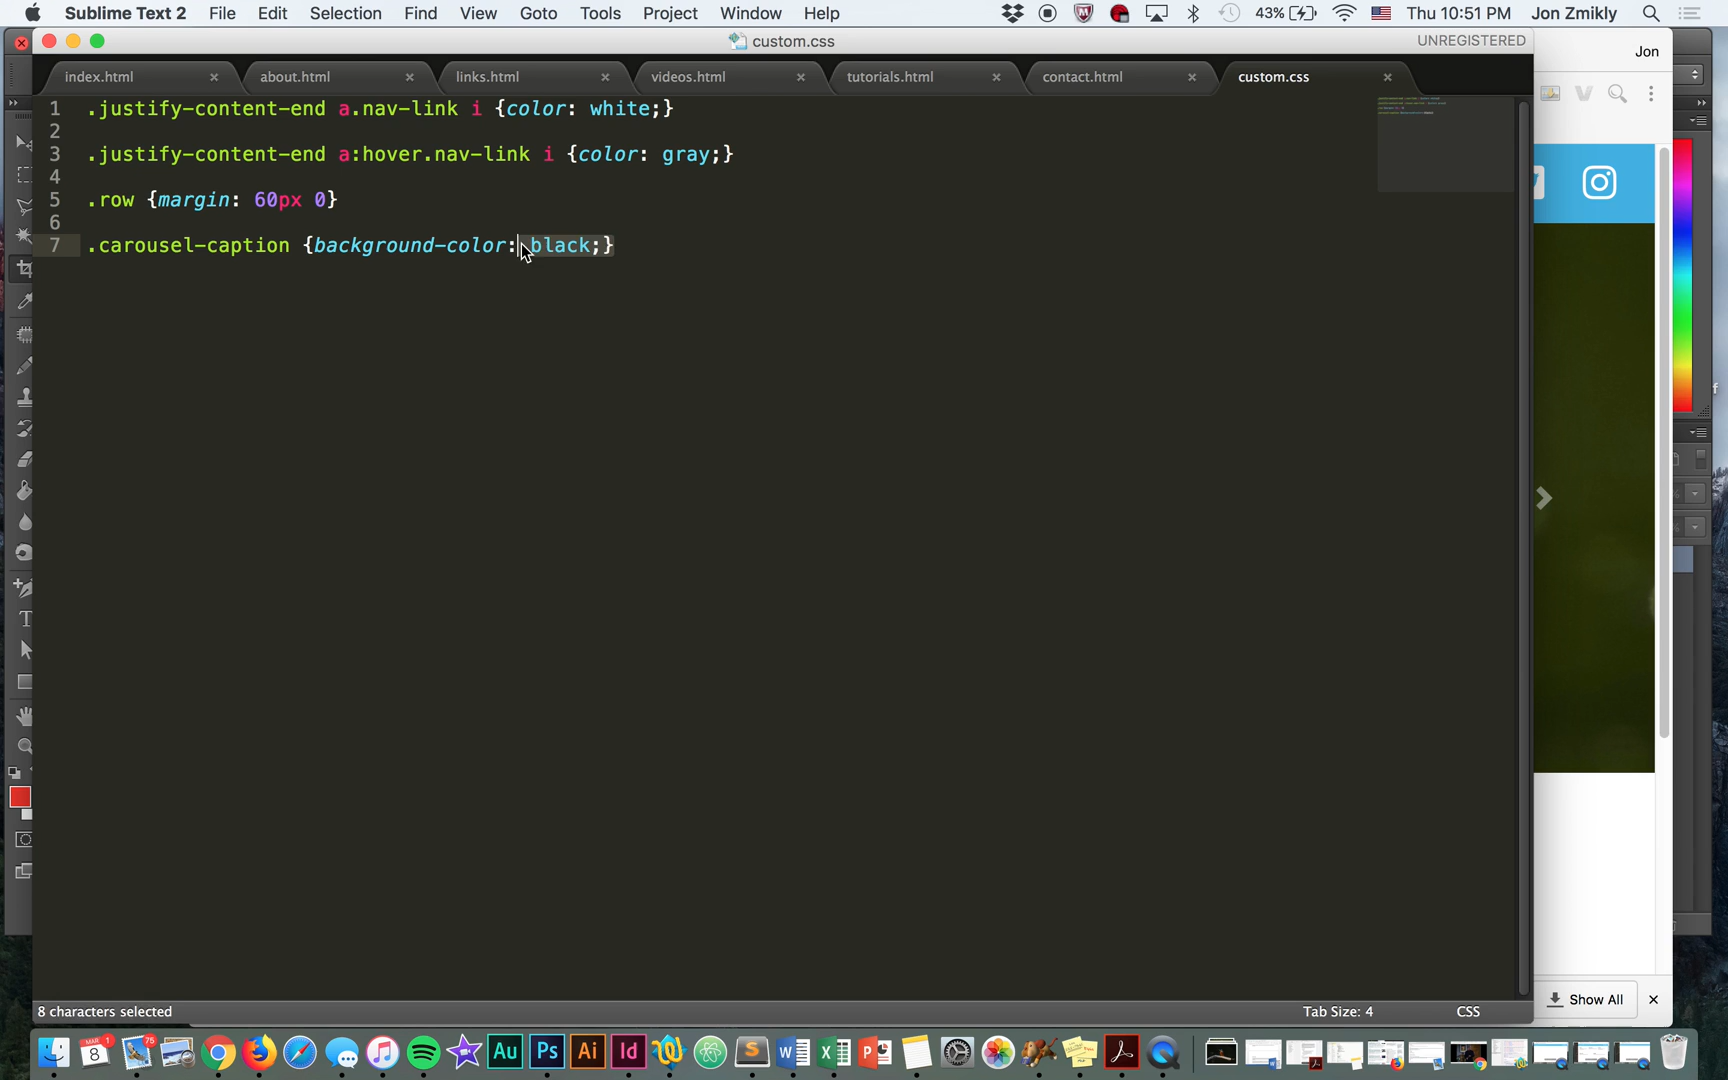 Sublime Text 2 File Edit Selection Find View Goto Tools Project Window Help 43% Thu 10:51 PM Jon Zmikly
custom.css UNREGISTERED
Jon
index.html × about.html × links.html × videos.html × tutorials.html × contact.html × custom.css ×
1 .justify-content-end a.nav-link i {color: white;}
2
3 .justify-content-end a:hover.nav-link i {color: gray;}
4
5 .row {margin: 60px 0}
6
7 .carousel-caption {background-color: black;}
Show All
8 characters selected Tab Size: 4 CSS
MAR 1 8 75 Au Ps Ai Id